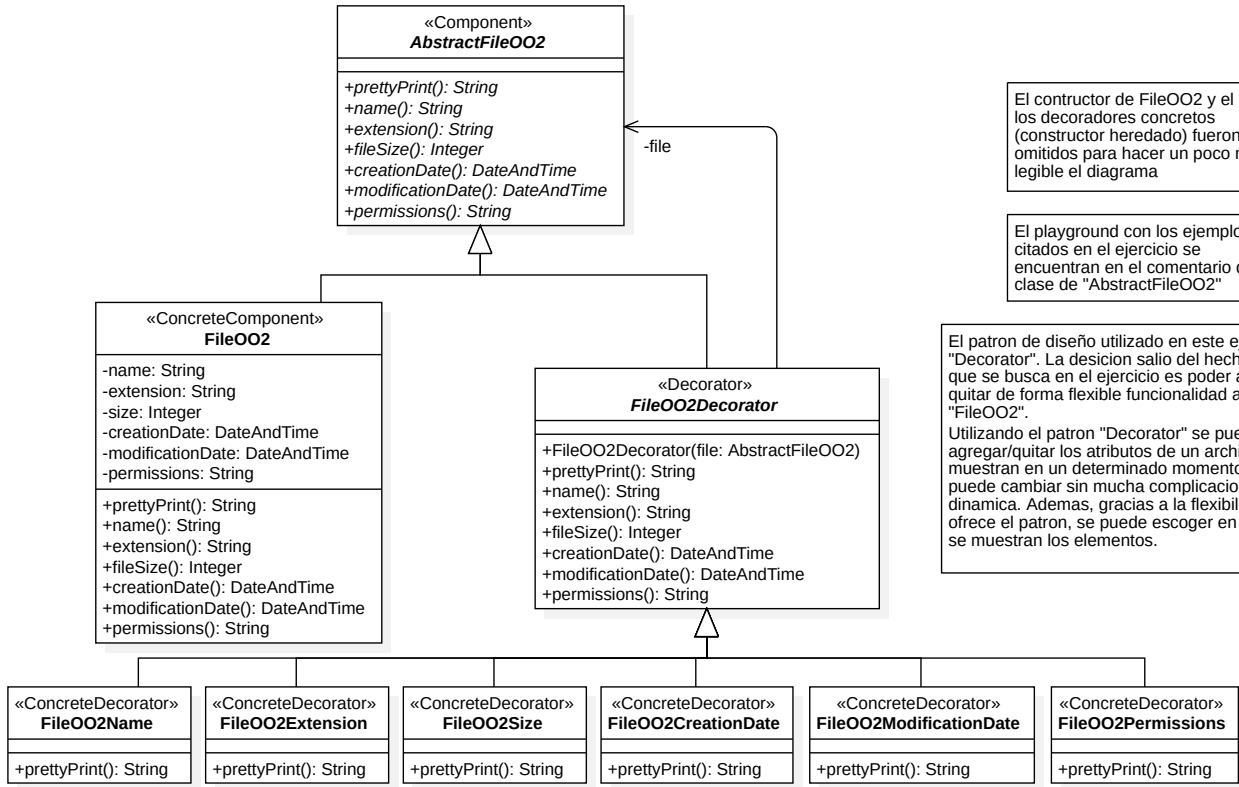 «Component»
AbstractFileOO2
+prettyPrint(): String
+name(): String
+extension(): String
+fileSize(): Integer
+creationDate(): DateAndTime
+modificationDate(): DateAndTime
+permissions(): String
-file
El contructor de FileOO2 y el
los decoradores concretos
(constructor heredado) fueron
omitidos para hacer un poco
legible el diagrama
El playground con los
citados en el ejercicio se
encuentran en el comentario
clase de "AbstractFileOO2"
«ConcreteComponent»
FileOO2
-name: String
-extension: String
-size: Integer
-creationDate: DateAndTime
-modificationDate: DateAndTime
-permissions: String
+prettyPrint(): String
+name(): String
+extension(): String
+fileSize(): Integer
+creationDate(): DateAndTime
+modificationDate(): DateAndTime
+permissions(): String
«Decorator»
FileOO2Decorator
+FileOO2Decorator(file: AbstractFileOO2)
+prettyPrint(): String
+name(): String
+extension(): String
+fileSize(): Integer
+creationDate(): DateAndTime
+modificationDate(): DateAndTime
+permissions(): String
El patron de diseño utilizado en este
"Decorator". La desicion salio del
que se busca en el ejercicio es poder
quitar de forma flexible funcionalidad
"FileOO2".
Utilizando el patron "Decorator" se
agregar/quitar los atributos de un
muestran en un determinado momento
puede cambiar sin mucha
dinamica. Ademas, gracias a la
ofrece el patron, se puede escoger en
se muestran los elementos.
«ConcreteDecorator»
FileOO2Name
+prettyPrint(): String
«ConcreteDecorator»
FileOO2Extension
+prettyPrint(): String
«ConcreteDecorator»
FileOO2Size
+prettyPrint(): String
«ConcreteDecorator»
FileOO2CreationDate
+prettyPrint(): String
«ConcreteDecorator»
FileOO2ModificationDate
+prettyPrint(): String
«ConcreteDecorator»
FileOO2Permissions
+prettyPrint(): String